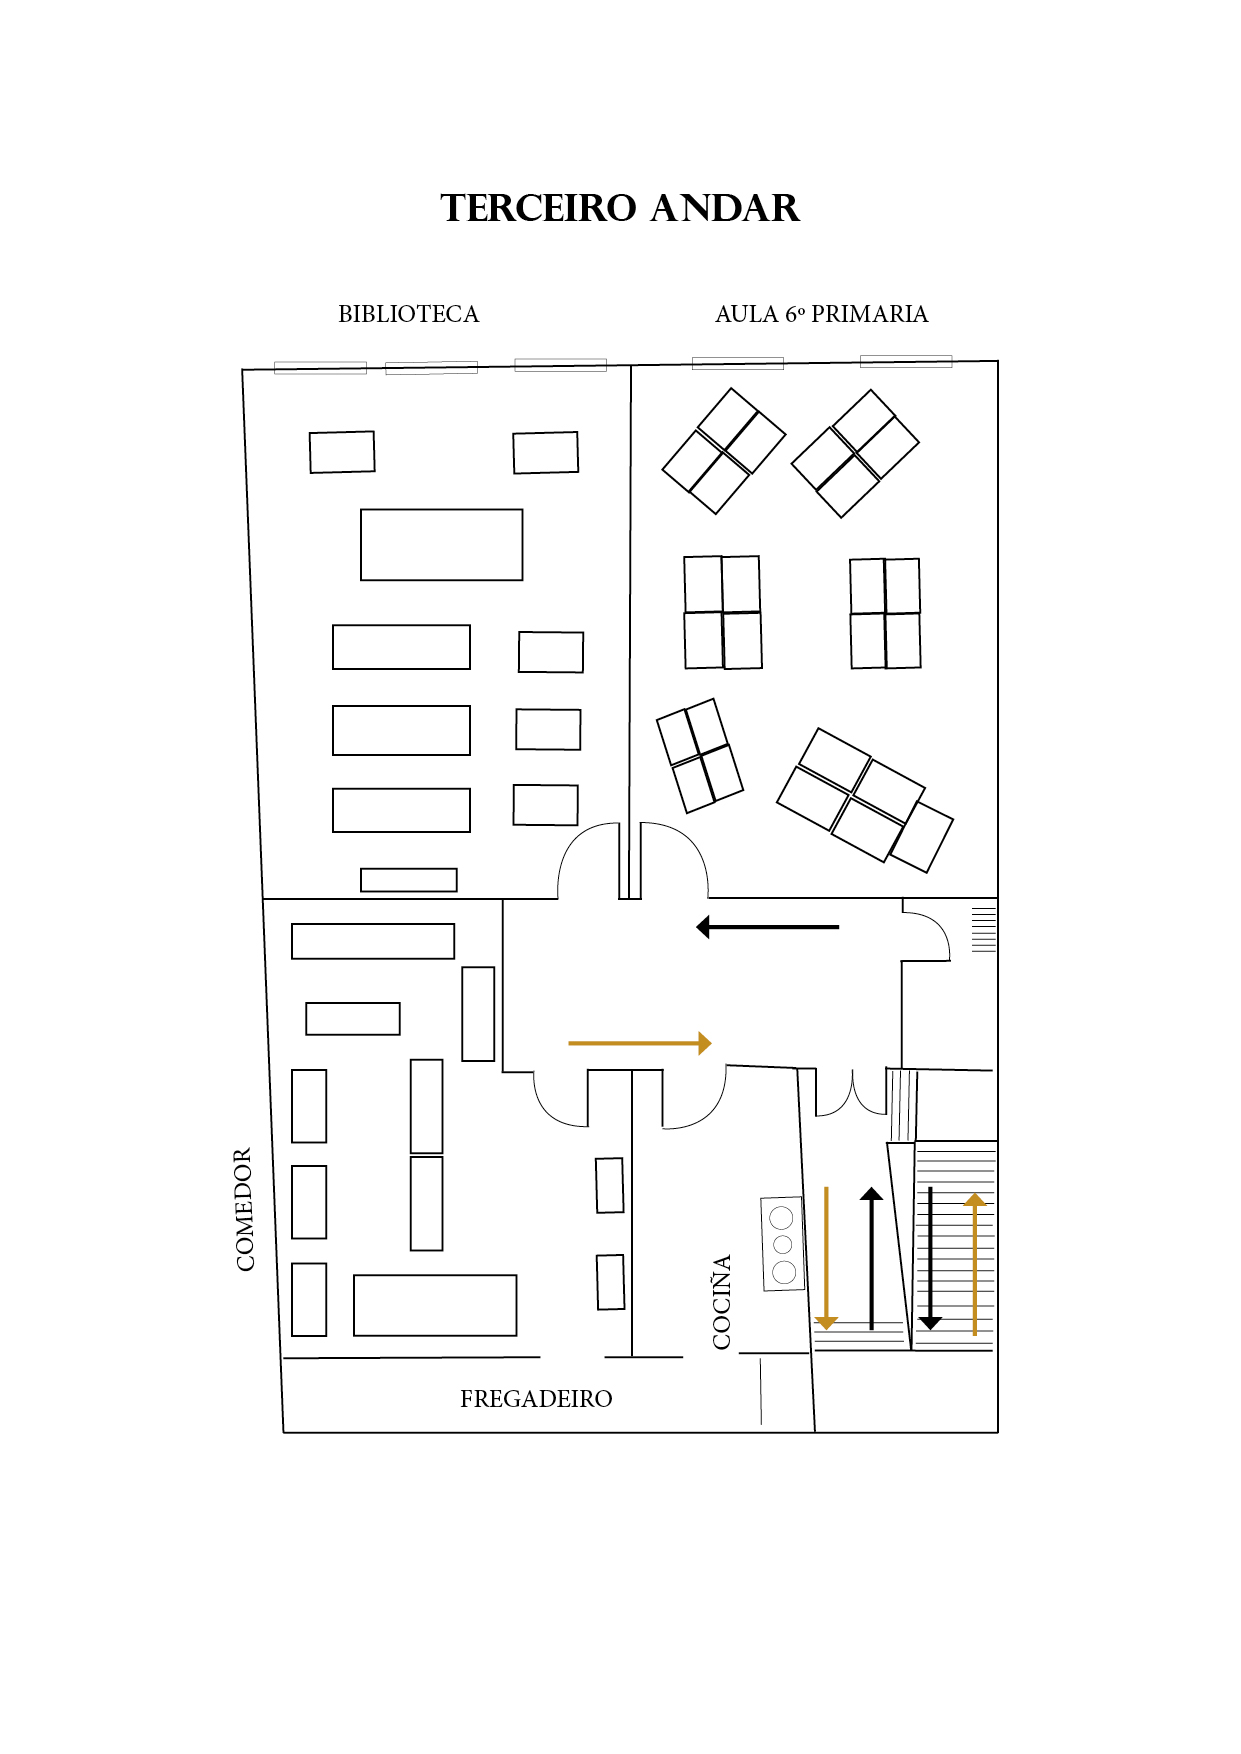 TERCEIRO ANDAR
BIBLIOTECA
AULA 6º PRIMARIA
COMEDOR
COCIÑA
FREGADEIRO